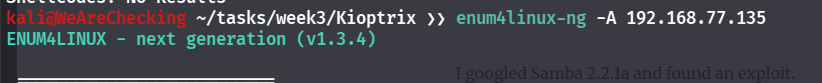 Shellcodes: No Results
kali@WeAreChecking ~/tasks/week3/Kioptrix ❯❯ enum4linux-ng -A 192.168.77.135
ENUM4LINUX - next generation (v1.3.4)
I googled Samba 2.2.1a and found an exploit.